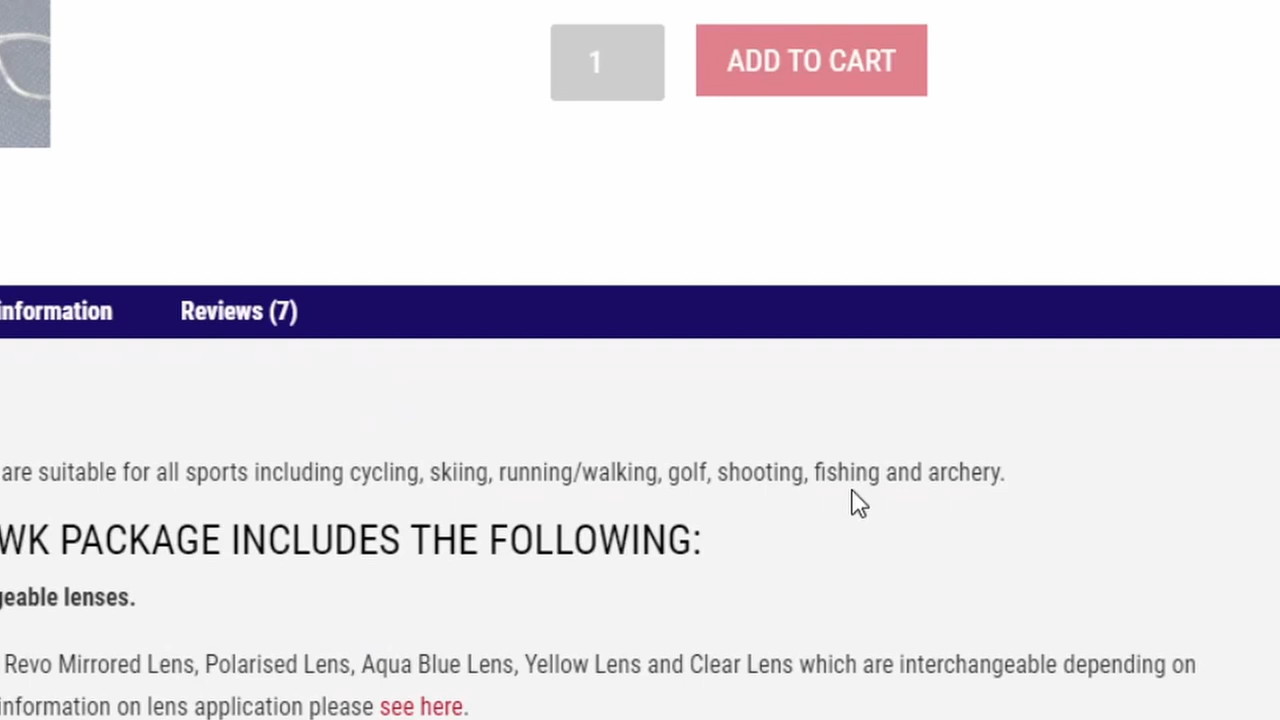 1
ADD TO CART
information
Reviews (7)
are suitable for all sports including cycling, skiing, running/walking, golf, shooting, fishing and archery.
WK PACKAGE INCLUDES THE FOLLOWING:
geable lenses.
Revo Mirrored Lens, Polarised Lens, Aqua Blue Lens, Yellow Lens and Clear Lens which are interchangeable depending on
information on lens application please see here.